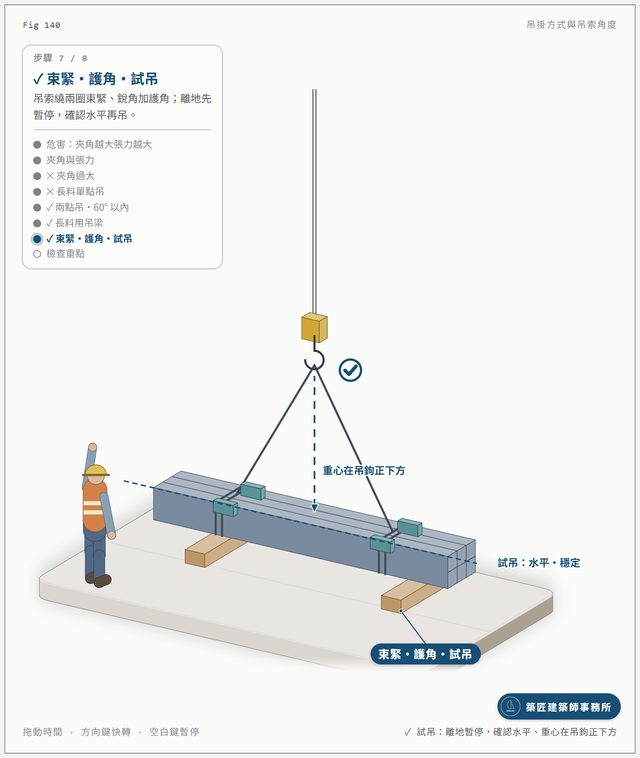 Fig 140
吊掛方式與吊索角度
步驟 7 / 8
✓ 束緊・護角・試吊
吊索繞兩圈束緊、銳角加護角；離地先
暫停，確認水平再吊。
危害：夾角越大張力越大
夾角與張力
✕ 夾角過大
✕ 長料單點吊
✓ 兩點吊・60° 以內
✓ 長料用吊梁
✓ 束緊・護角・試吊
檢查重點
重心在吊鉤正下方
試吊：水平・穩定
束緊・護角・試吊
築匠建築師事務所
拖動時間 · 方向鍵快轉 · 空白鍵暫停
✓ 試吊：離地暫停，確認水平、重心在吊鉤正下方